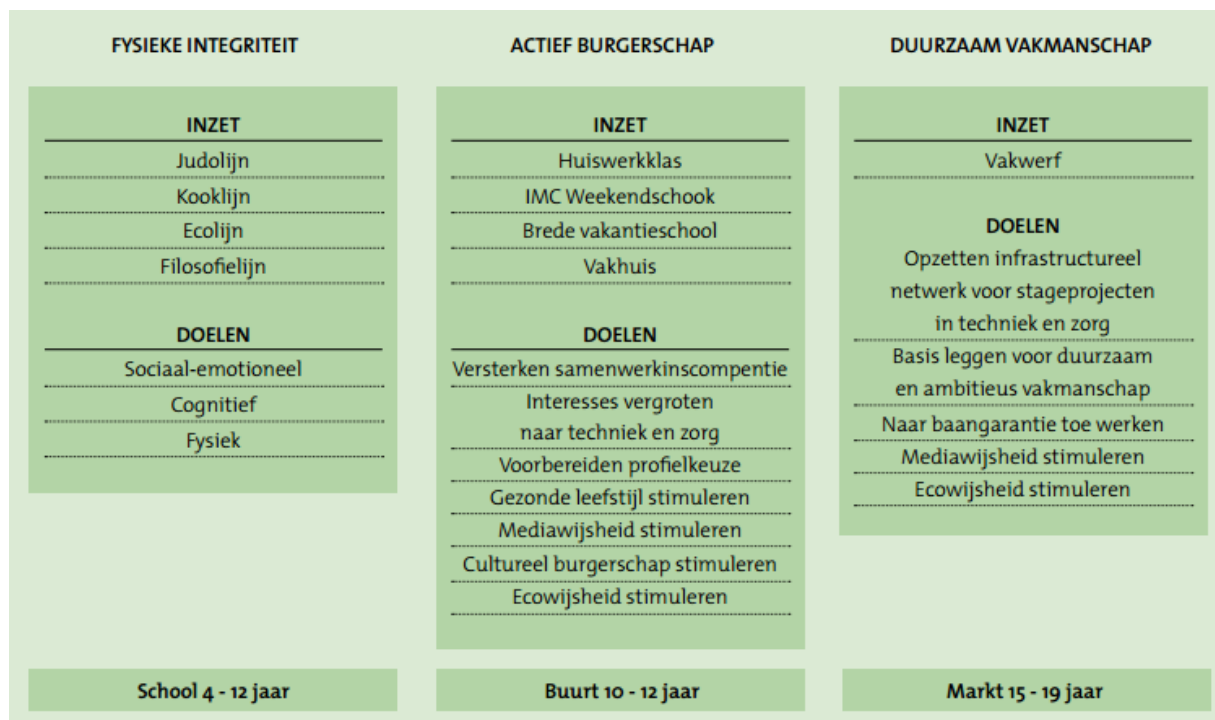 FYSIEKE INTEGRITEIT
INZET
Judolijn
Kooklijn
Ecolijn
Filosofielijn
DOELEN
Sociaal-emotioneel
Cognitief
Fysiek
School 4 - 12 jaar
ACTIEF BURGERSCHAP
INZET
Huiswerkklas
IMC Weekendschook
Brede vakantieschool
Vakhuis
DOELEN
Versterken samenwerkinscompentie
Interesses vergroten
naar techniek en zorg
Voorbereiden profielkeuze
Gezonde leefstijl stimuleren
Mediawijsheid stimuleren
Cultureel burgerschap stimuleren
Ecowijsheid stimuleren
Buurt 10 - 12 jaar
DUURZAAM VAKMANSCHAP
INZET
Vakwerf
DOELEN
Opzetten infrastructureel
netwerk voor stageprojecten
in techniek en zorg
Basis leggen voor duurzaam
en ambitieus vakmanschap
Naar baangarantie toe werken
Mediawijsheid stimuleren
Ecowijsheid stimuleren
Markt 15 - 19 jaar